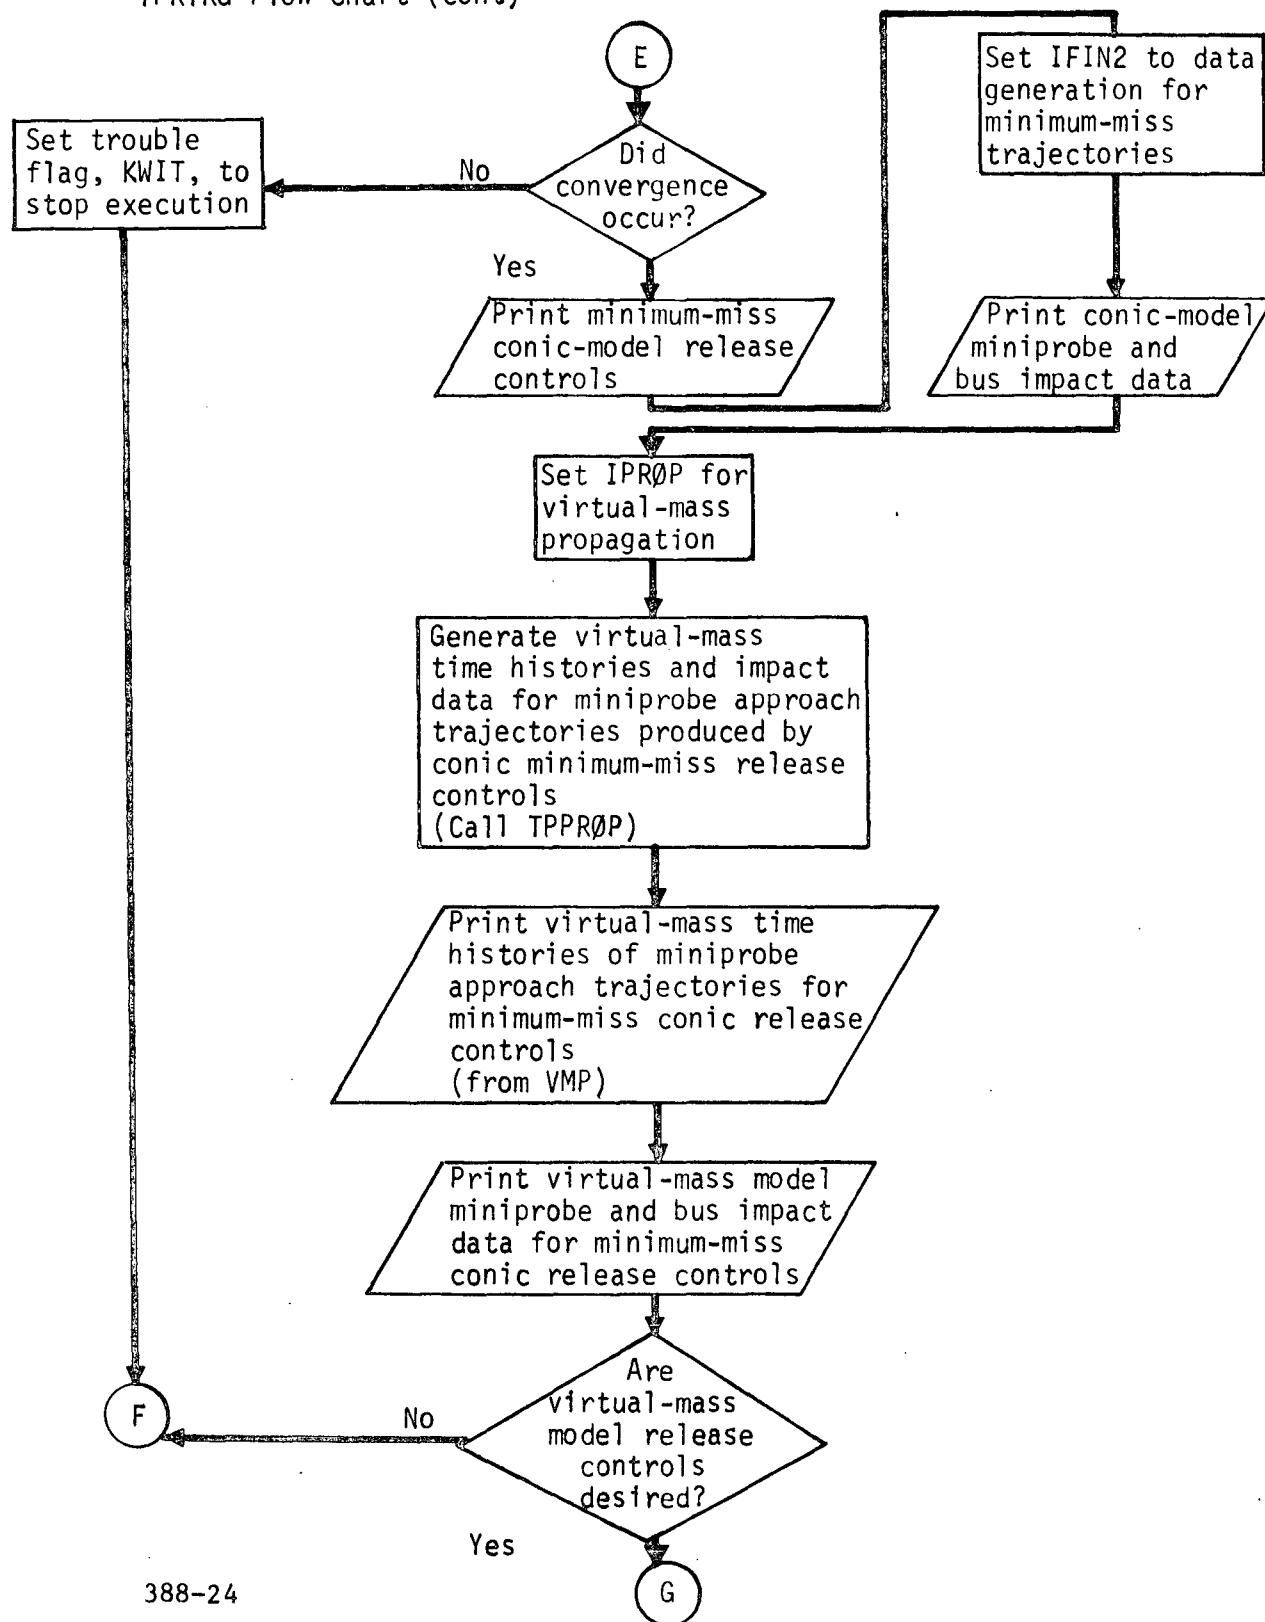 Flow Chart (cont)
E
Did
convergence
occur?
No
Set trouble
flag, KWIT, to
stop execution
Yes
Print minimum-miss
conic-model release
controls
Set IFIN2 to data
generation for
minimum-miss
trajectories
Print conic-model
miniprobe and
bus impact data
Set IPRØP for
virtual-mass
propagation
Generate virtual-mass
time histories and impact
data for miniprobe approach
trajectories produced by
conic minimum-miss release
controls
(Call TPPRØP)
Print virtual-mass time
histories of miniprobe
approach trajectories for
minimum-miss conic release
controls
(from VMP)
Print virtual-mass model
miniprobe and bus impact
data for minimum-miss
conic release controls
Are
virtual-mass
model release
controls
desired?
No
F
Yes
G
388-24